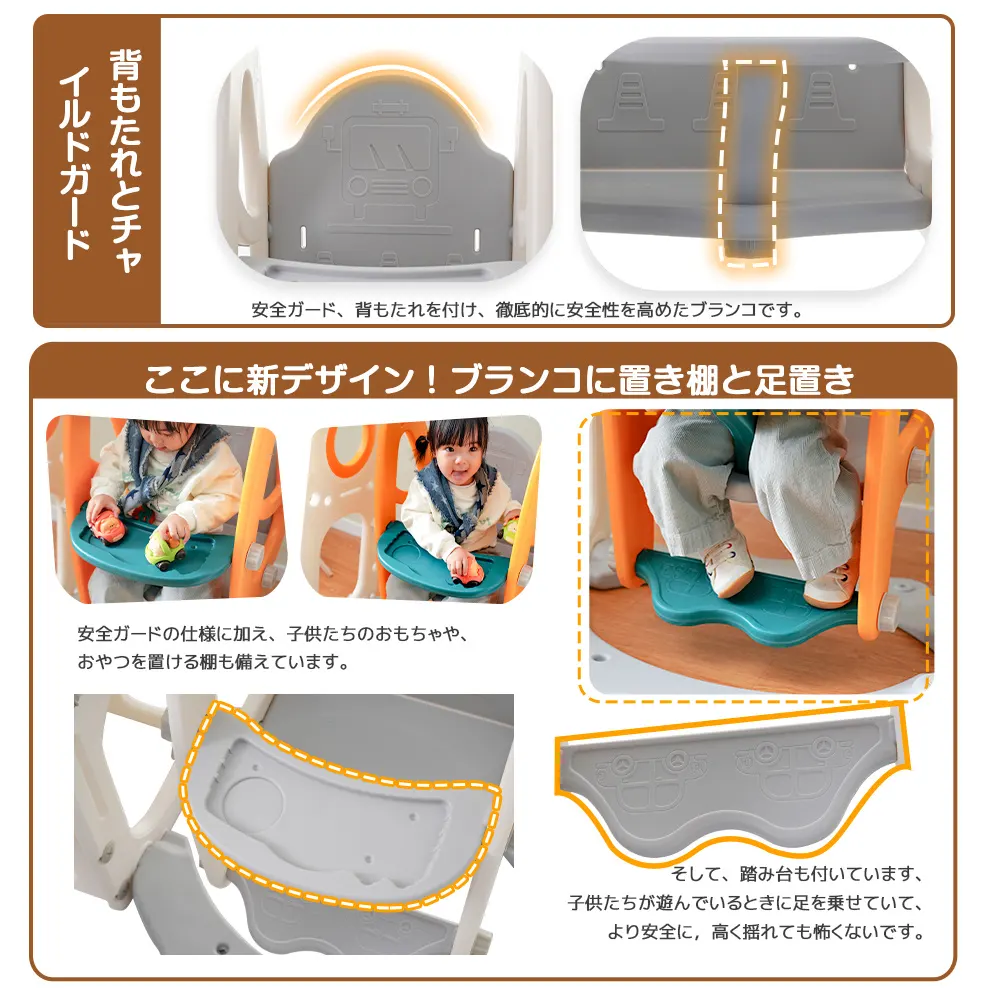 背もたれとチャ
イルドガード
安全ガード、背もたれを付け、徹底的に安全性を高めたブランコです。
ここに新デザイン！ブランコに置き棚と足置き
安全ガードの仕様に加え、子供たちのおもちゃや、
おやつを置ける棚も備えています。
そして、踏み台も付いています、
子供たちが遊んでいるときに足を乗せていて、
より安全に，高く揺れても怖くないです。